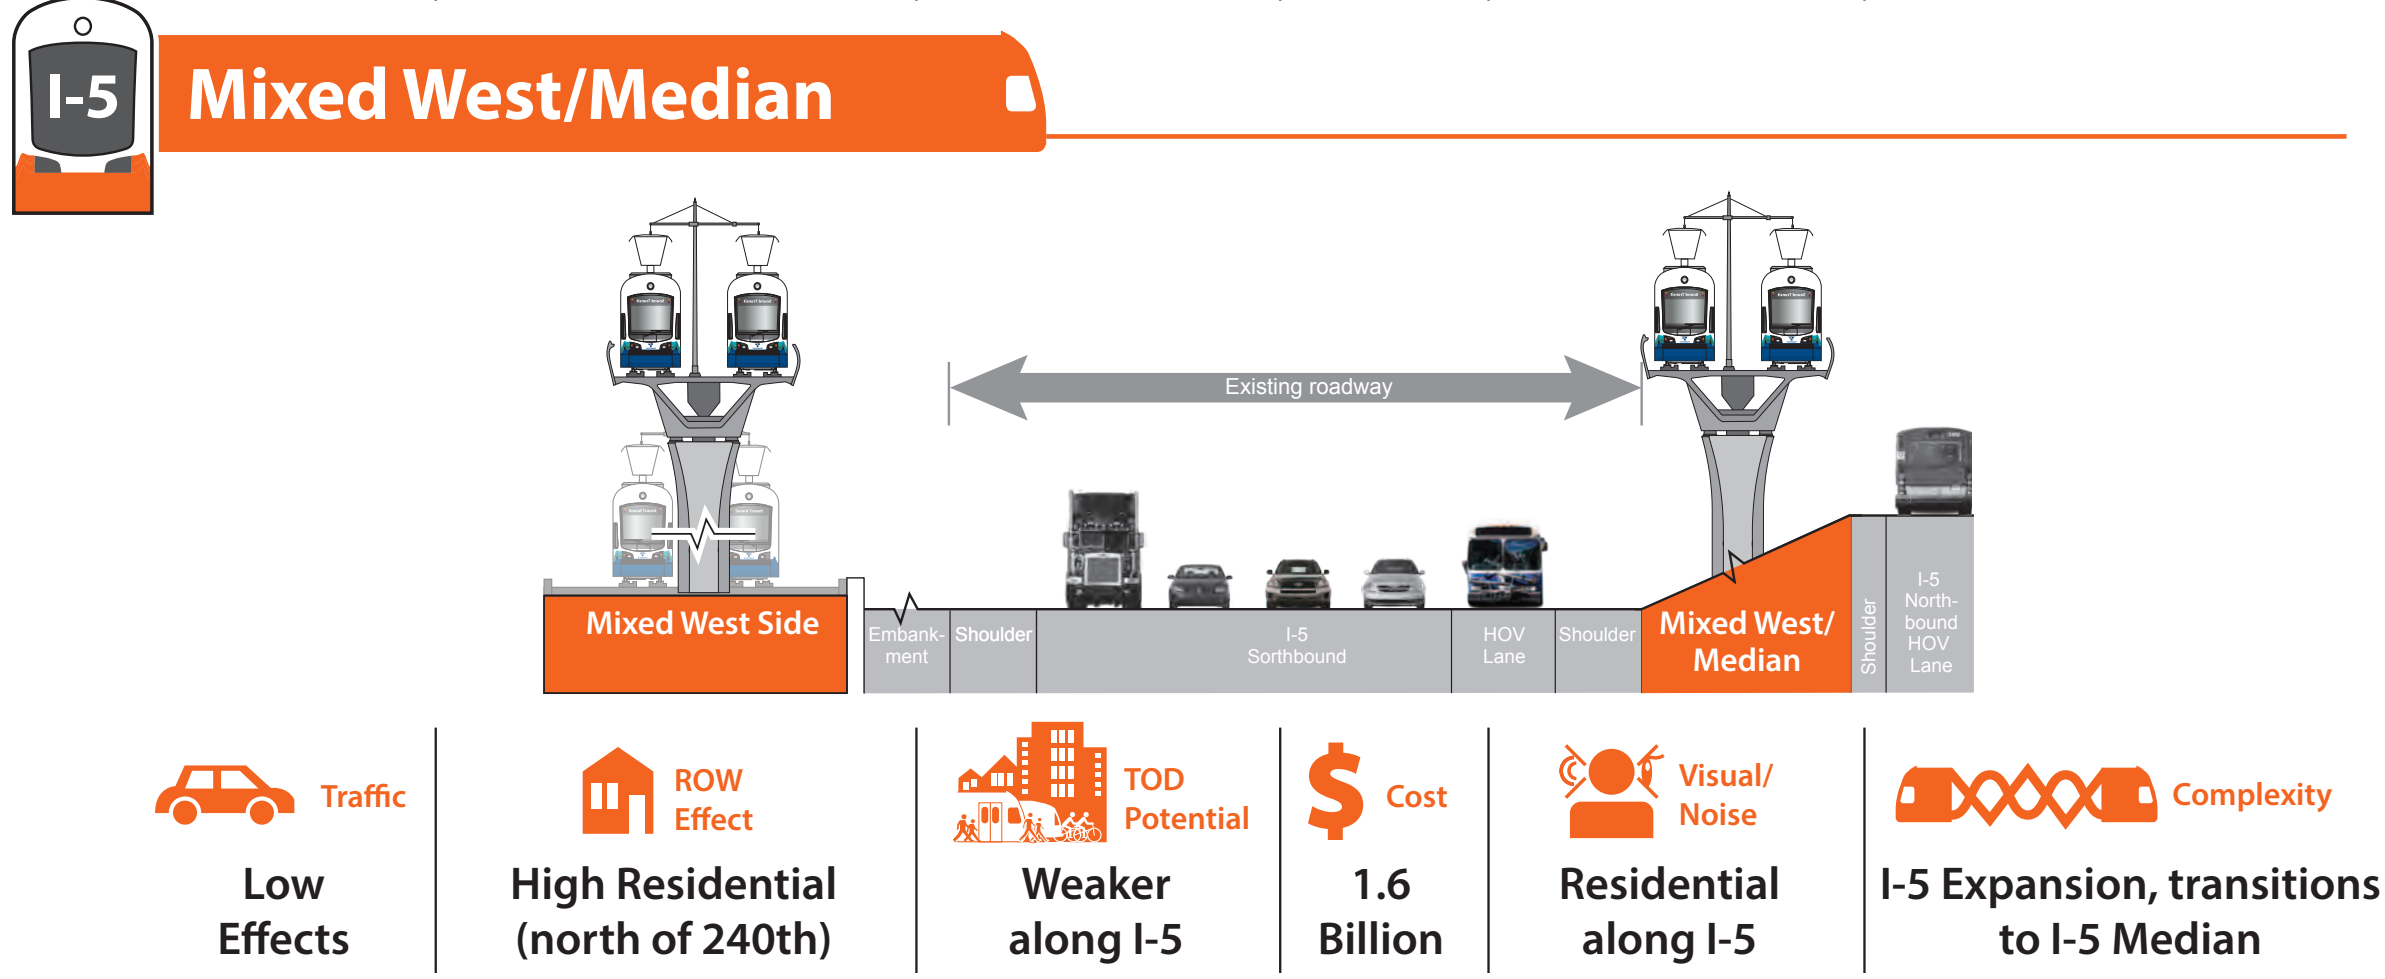 I-5
Mixed West/Median
Existing roadway
Sound Transit
Mixed West Side
Embank-
ment
Shoulder
I-5
Sorthbound
HOV
Lane
Shoulder
Mixed West/
Median
Shoulder
I-5
North-
bound
HOV
Lane
Traffic
Low
Effects
ROW
Effect
High Residential
(north of 240th)
TOD
Potential
Weaker
along I-5
$
Cost
1.6
Billion
Visual/
Noise
Residential
along I-5
Complexity
I-5 Expansion, transitions
to I-5 Median